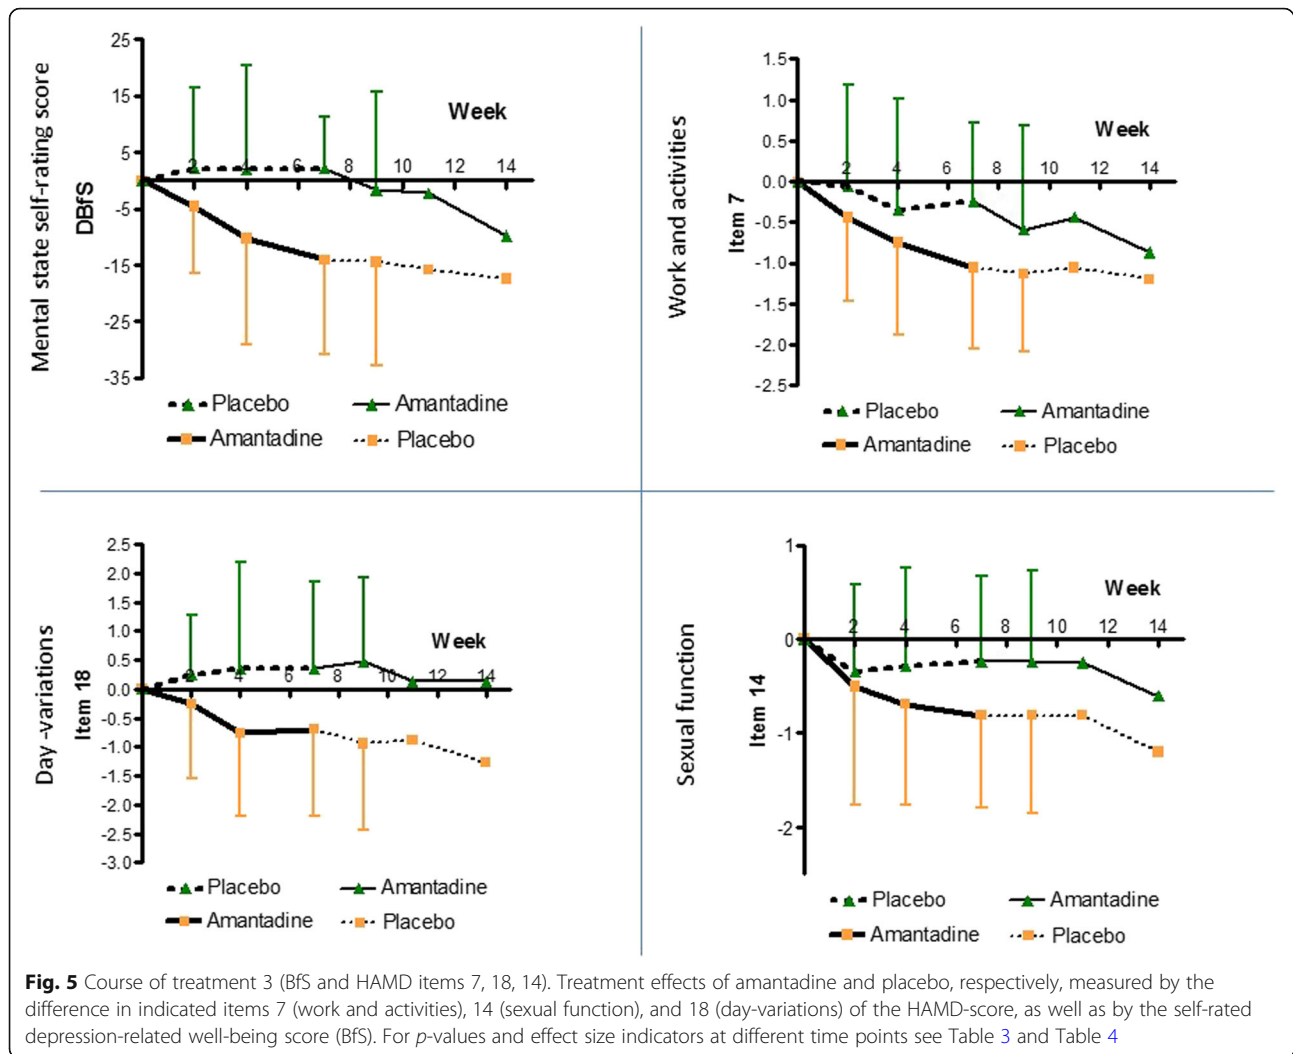 25
15
5
-5
-15
-25
-35
2 4 6 8 10 12 14
Week
Mental state self-rating score
DBfS
Placebo Amantadine
Amantadine Placebo
1.5
1.0
0.5
0.0
-0.5
-1.0
-1.5
-2.0
-2.5
2 4 6 8 10 12 14
Week
Work and activities
Item 7
Placebo Amantadine
Amantadine Placebo
2.5
2.0
1.5
1.0
0.5
0.0
-0.5
-1.0
-1.5
-2.0
-2.5
-3.0
2 4 6 8 10 12 14
Week
Day -variations
Item 18
Placebo Amantadine
Amantadine Placebo
1
0
-1
-2
2 4 6 8 10 12 14
Week
Sexual function
Item 14
Placebo Amantadine
Amantadine Placebo
Fig. 5 Course of treatment 3 (BfS and HAMD items 7, 18, 14). Treatment effects of amantadine and placebo, respectively, measured by the
difference in indicated items 7 (work and activities), 14 (sexual function), and 18 (day-variations) of the HAMD-score, as well as by the self-rated
depression-related well-being score (BfS). For p-values and effect size indicators at different time points see Table 3 and Table 4